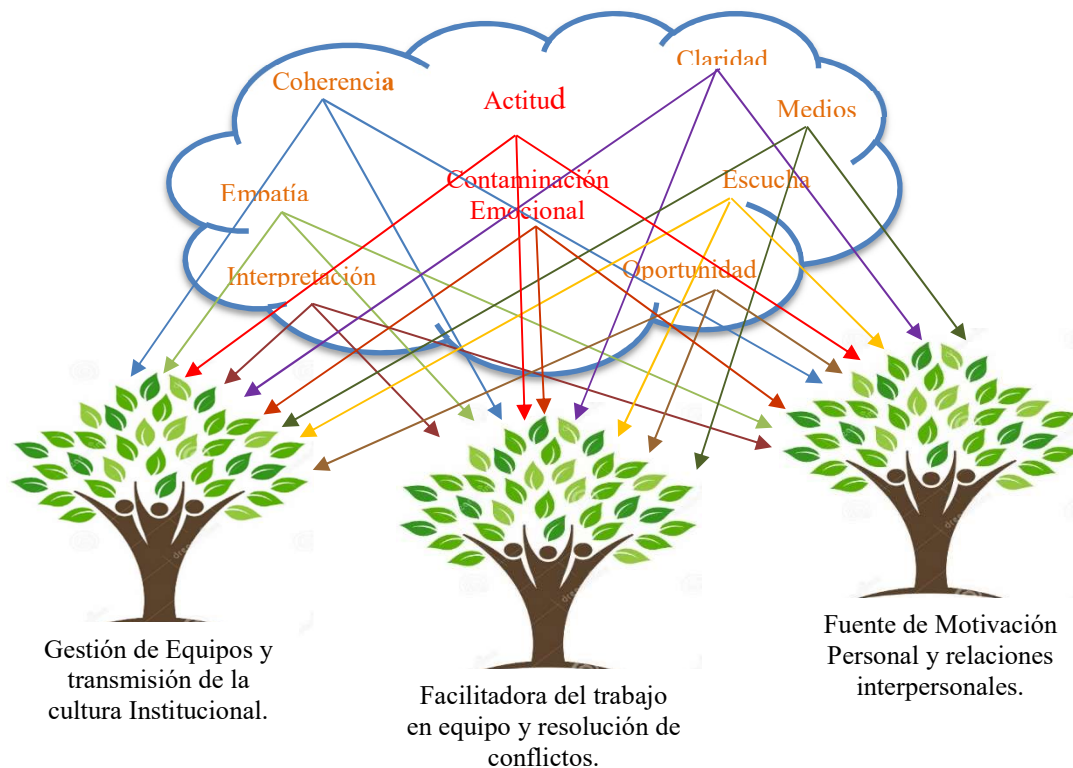 Claridad
Coherencia
Actitud
Medios
Contaminación
Emocional
Empatía
Escucha
Interpretación
Oportunidad
Gestión de Equipos y
transmisión de la
cultura Institucional.
Facilitadora del trabajo
en equipo y resolución de
conflictos.
Fuente de Motivación
Personal y relaciones
interpersonales.